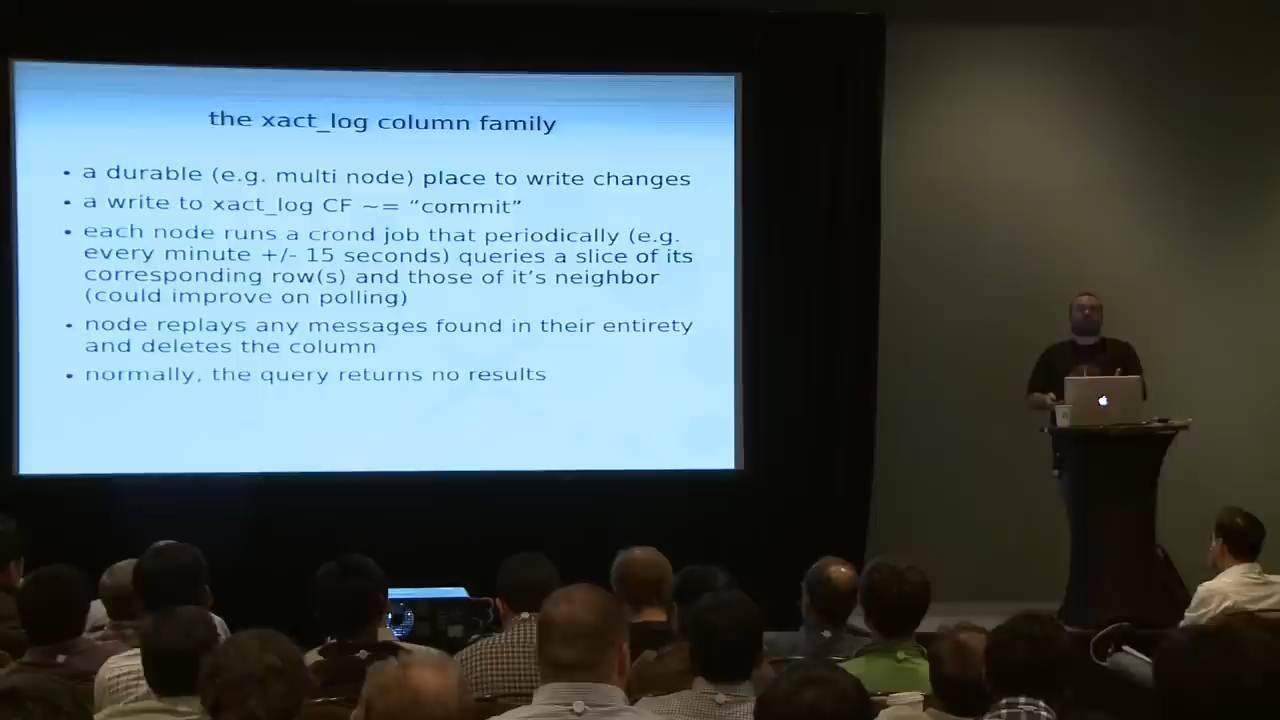 the xact_log column family
• a durable (e.g. multi node) place to write changes
• a write to xact_log CF ~= “commit”
• each node runs a crond job that periodically (e.g.
every minute +/- 15 seconds) queries a slice of its
corresponding row(s) and those of it’s neighbor
(could improve on polling)
• node replays any messages found in their entirety
and deletes the column
• normally, the query returns no results